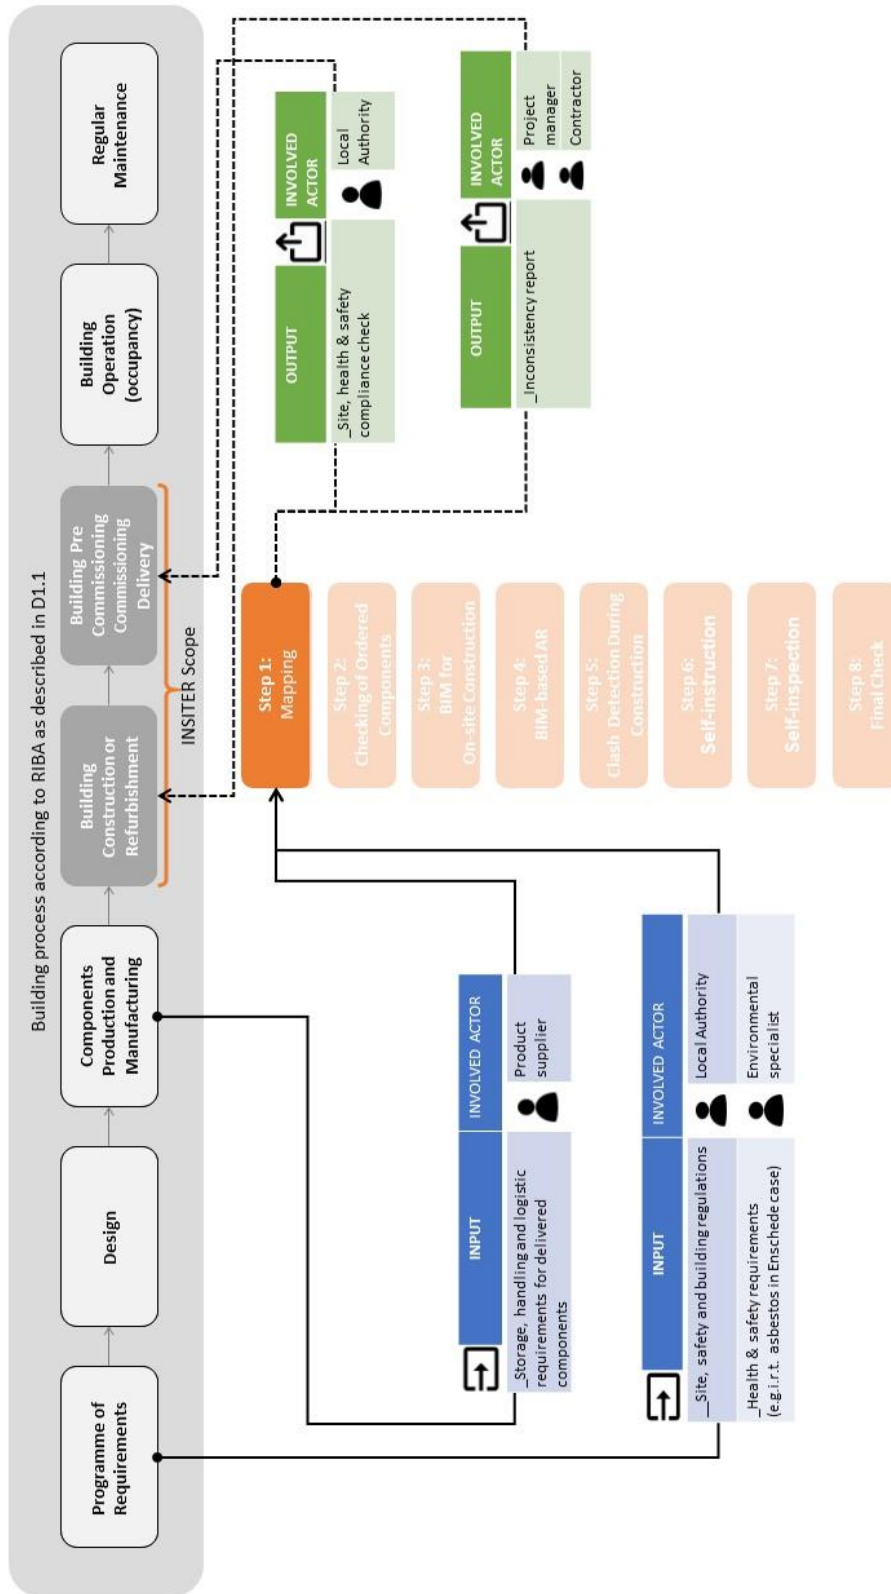 Building process according to RIBA as described in D1.1
Programme of
Requirements
Design
Components
Production and
Manufacturing
Building
Construction or
Refurbishment
Building Pre
Commissioning
Commissioning
Delivery
Building
Operation
(occupancy)
Regular
Maintenance
INSITER Scope
INPUT
INVOLVED ACTOR
_Storage, handling and logistic
requirements for delivered
components
Product
supplier
INPUT
INVOLVED ACTOR
__Site, safety and building regulations
Local Authority
_Health & safety requirements
(e.g.i.r.t. asbestos in Enschede case)
Environmental
specialist
Step 1:
Mapping
Step 2:
Checking of Ordered
Components
Step 3:
BIM for
On-site Construction
Step 4:
BIM-based AR
Step 5:
Clash Detection During
Construction
Step 6:
Self-instruction
Step 7:
Self-inspection
Step 8:
Final Check
OUTPUT
INVOLVED
ACTOR
_Site, health & safety
compliance check
Local
Authority
OUTPUT
INVOLVED
ACTOR
_Inconsistency report
Project
manager
Contractor